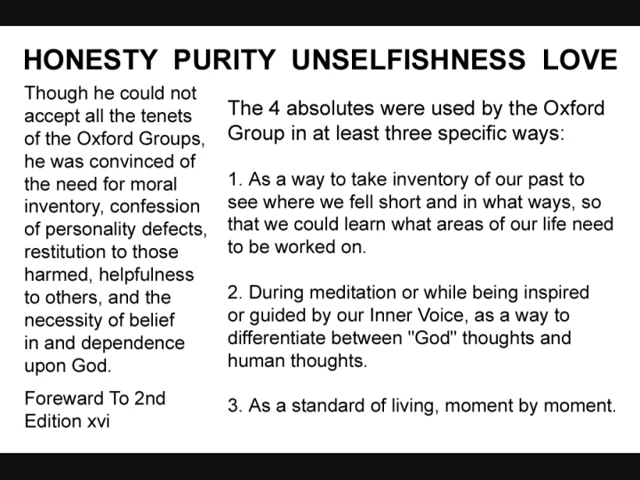 HONESTY PURITY UNSELFISHNESS LOVE
Though he could not
accept all the tenets
of the Oxford Groups,
he was convinced of
the need for moral
inventory, confession
of personality defects,
restitution to those
harmed, helpfulness
to others, and the
necessity of belief
in and dependence
upon God.
Foreward To 2nd
Edition xvi
The 4 absolutes were used by the Oxford
Group in at least three specific ways:
1. As a way to take inventory of our past to
see where we fell short and in what ways, so
that we could learn what areas of our life need
to be worked on.
2. During meditation or while being inspired
or guided by our Inner Voice, as a way to
differentiate between "God" thoughts and
human thoughts.
3. As a standard of living, moment by moment.